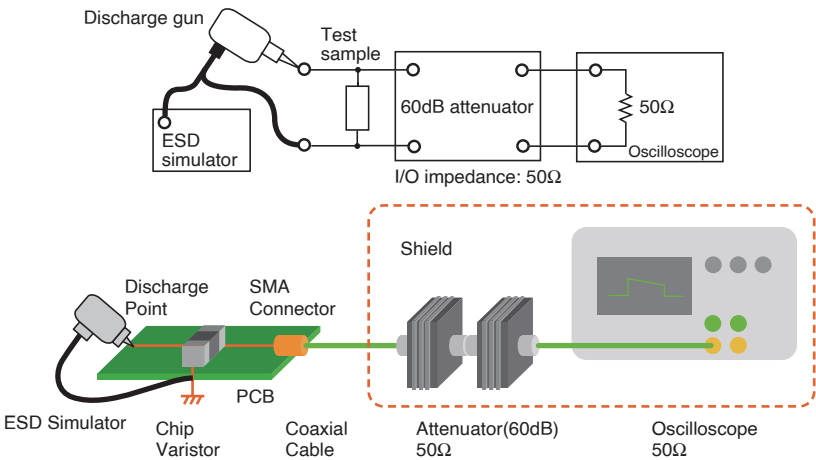 Discharge gun
Test
sample
60dB attenuator
50Ω
ESD
simulator
Oscilloscope
I/O impedance: 50Ω
Shield
Discharge
Point
SMA
Connector
PCB
ESD Simulator
Chip
Varistor
Coaxial
Cable
Attenuator(60dB)
50Ω
Oscilloscope
50Ω